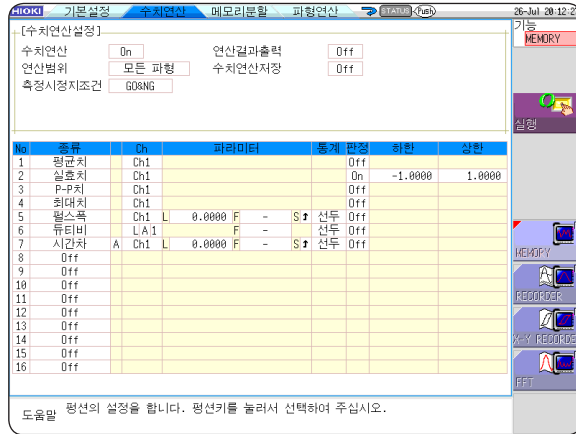 HIOKI 기본설정 수치연산 메모리분할 파형연산 STATUS (Push) 26-Jul 20:12:2
[수치연산설정]
수치연산 On 연산결과출력 Off
연산범위 모든 파형 수치연산저장 Off
측정시정지조건 GO&NG
No 종류 Ch 파라미터 통계 판정 하한 상한
1 평균치 Ch1 Off
2 실효치 Ch1 On -1.0000 1.0000
3 P-P치 Ch1 Off
4 최대치 Ch1 Off
5 펄스폭 Ch1 L 0.0000 F - S 선두 Off
6 듀티비 L A 1 F - S 선두 Off
7 시간차 A Ch1 L 0.0000 F - S 선두 Off
8 Off
9 Off
10 Off
11 Off
12 Off
13 Off
14 Off
15 Off
16 Off
도움말 펑션의 설정을 합니다. 펑션키를 눌러서 선택하여 주십시오.
기능
MEMORY
실행
MEMORY
RECORDER
X-Y RECORDE
FFT